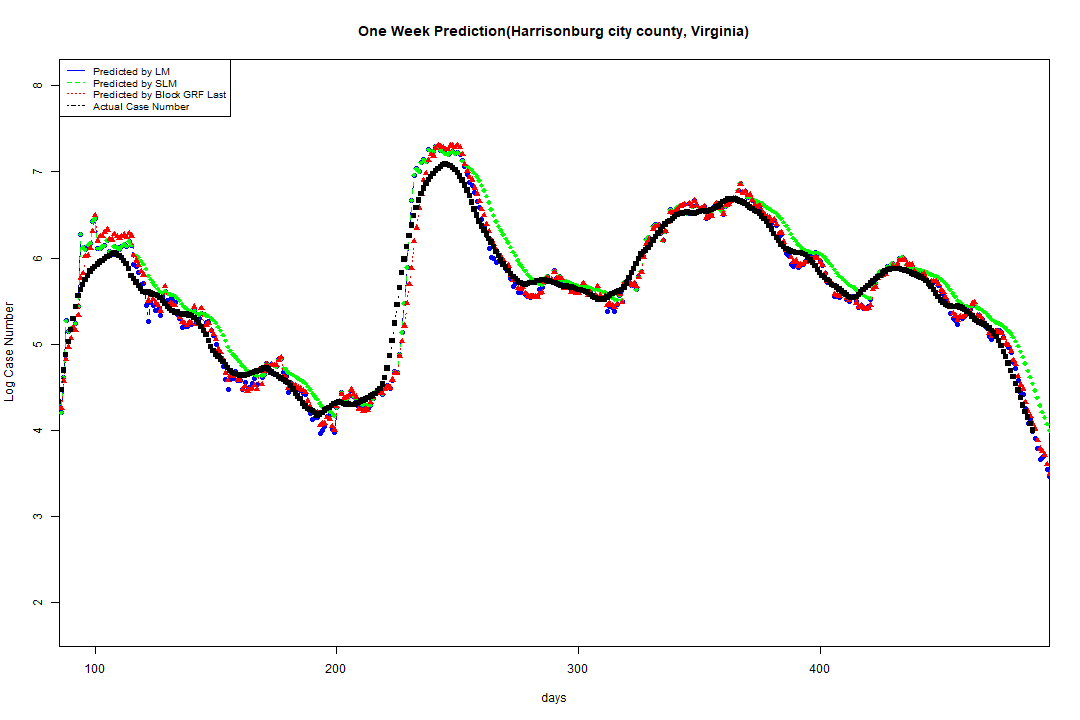 One Week Prediction(Harrisonburg city county, Virginia)
Predicted by LM
Predicted by SLM
Predicted by Block GRF Last
Actual Case Number
Log Case Number
8
7
6
5
4
3
2
100 200 300 400
days